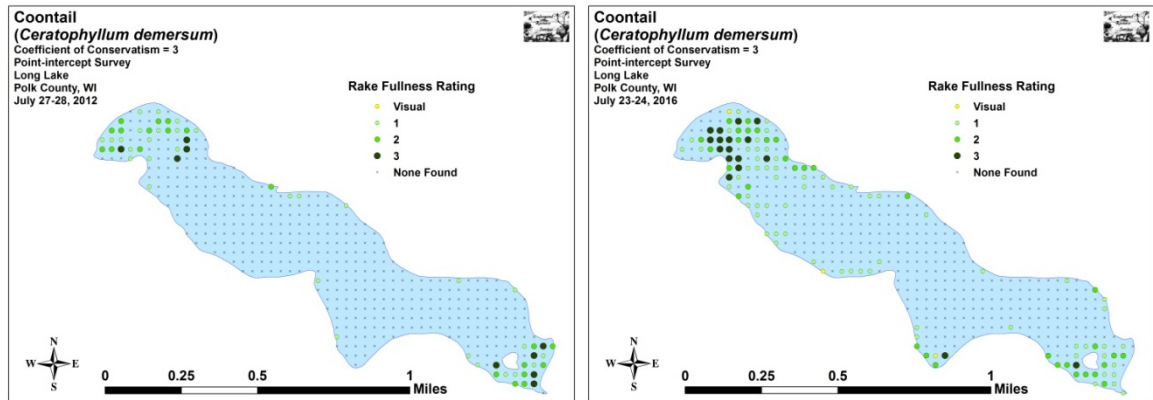 Coontail
(Ceratophyllum demersum)
Coefficient of Conservatism = 3
Point-intercept Survey
Long Lake
Polk County, WI
July 27-28, 2012
Rake Fullness Rating
Visual
1
2
3
None Found
N
W E
S
0 0.25 0.5 1
Miles
Coontail
(Ceratophyllum demersum)
Coefficient of Conservatism = 3
Point-intercept Survey
Long Lake
Polk County, WI
July 23-24, 2016
Rake Fullness Rating
Visual
1
2
3
None Found
N
W E
S
0 0.25 0.5 1
Miles